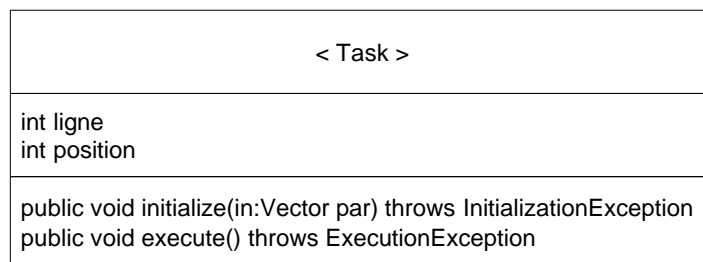 < Task >
int ligne
int position
public void initialize(in:Vector par) throws InitializationException
public void execute() throws ExecutionException